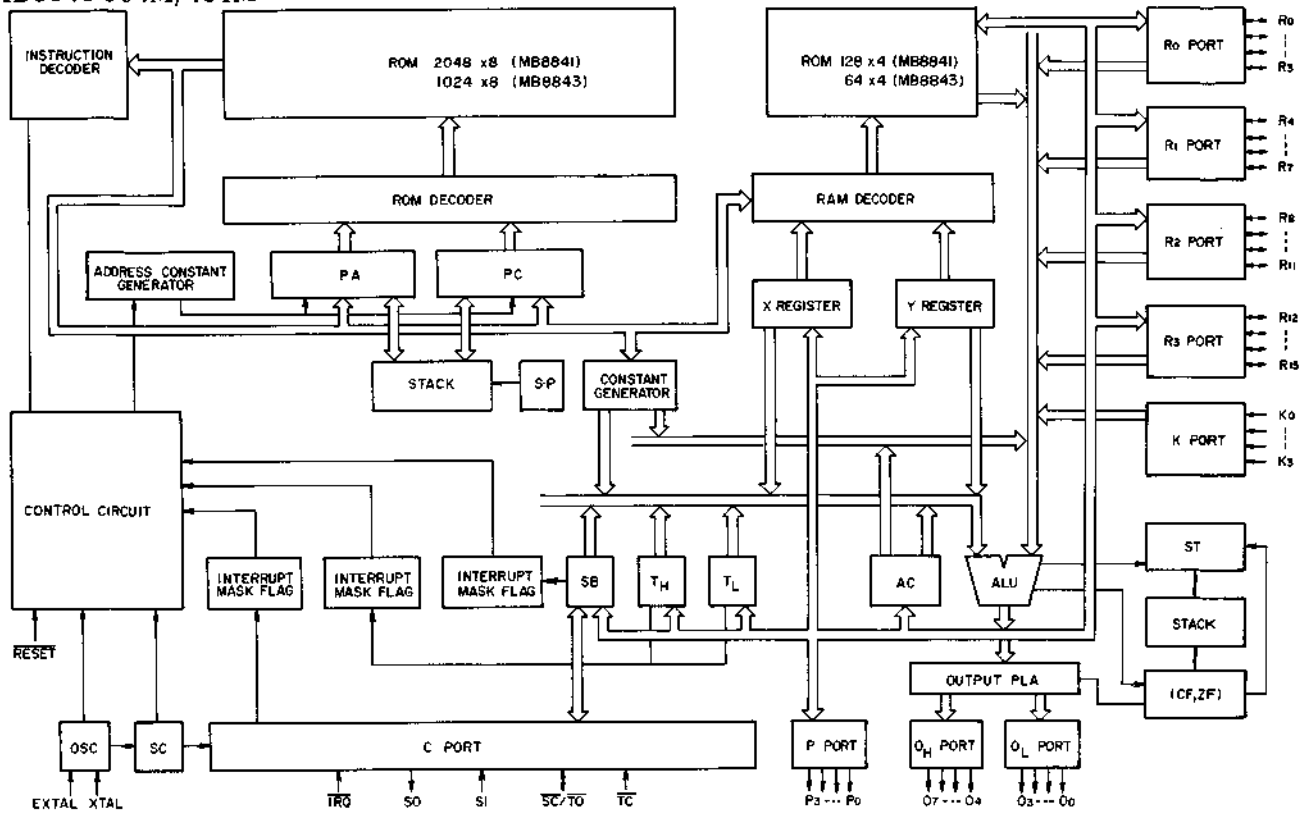 INSTRUCTION
DECODER
ROM 2048 x8 (MB8841)
1024 x8 (MB8843)
ROM 128 x4 (MB8841)
64 x4 (MB8843)
R0 PORT
R0
R3
R1 PORT
R4
R7
ROM DECODER
RAM DECODER
R2 PORT
R8
R11
ADDRESS CONSTANT
GENERATOR
PA
PC
X REGISTER
Y REGISTER
R3 PORT
R12
R15
STACK
S·P
CONSTANT
GENERATOR
K PORT
K0
K3
CONTROL CIRCUIT
INTERRUPT
MASK FLAG
INTERRUPT
MASK FLAG
INTERRUPT
MASK FLAG
SB
TH
TL
AC
ALU
ST
STACK
(CF,ZF)
RESET
OUTPUT PLA
OSC
SC
C PORT
P PORT
OH PORT
OL PORT
EXTAL XTAL
IRQ
SO
SI
SC/TO
TC
P3 --- P0
O7 --- O4
O3 --- O0